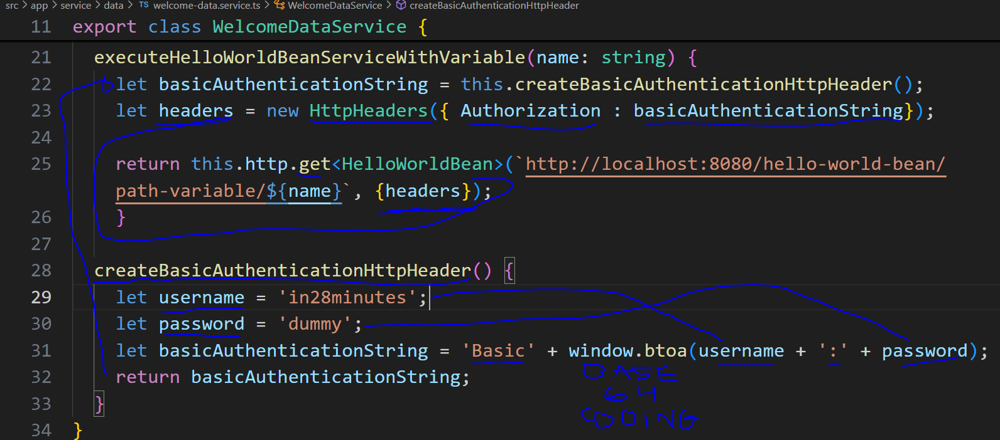 src > app > service > data > TS welcome-data.service.ts > WelcomeDataService > createBasicAuthenticationHttpHeader
11 export class WelcomeDataService {
21 executeHelloWorldBeanServiceWithVariable(name: string) {
22 let basicAuthenticationString = this.createBasicAuthenticationHttpHeader();
23 let headers = new HttpHeaders({ Authorization : basicAuthenticationString});
24
25 return this.http.get<HelloWorldBean>(`http://localhost:8080/hello-world-bean/
path-variable/${name}`, {headers});
26 }
27
28 createBasicAuthenticationHttpHeader() {
29 let username = 'in28minutes';
30 let password = 'dummy';
31 let basicAuthenticationString = 'Basic' + window.btoa(username + ':' + password);
32 return basicAuthenticationString;
33 }
34 }
BASE
64
CODING